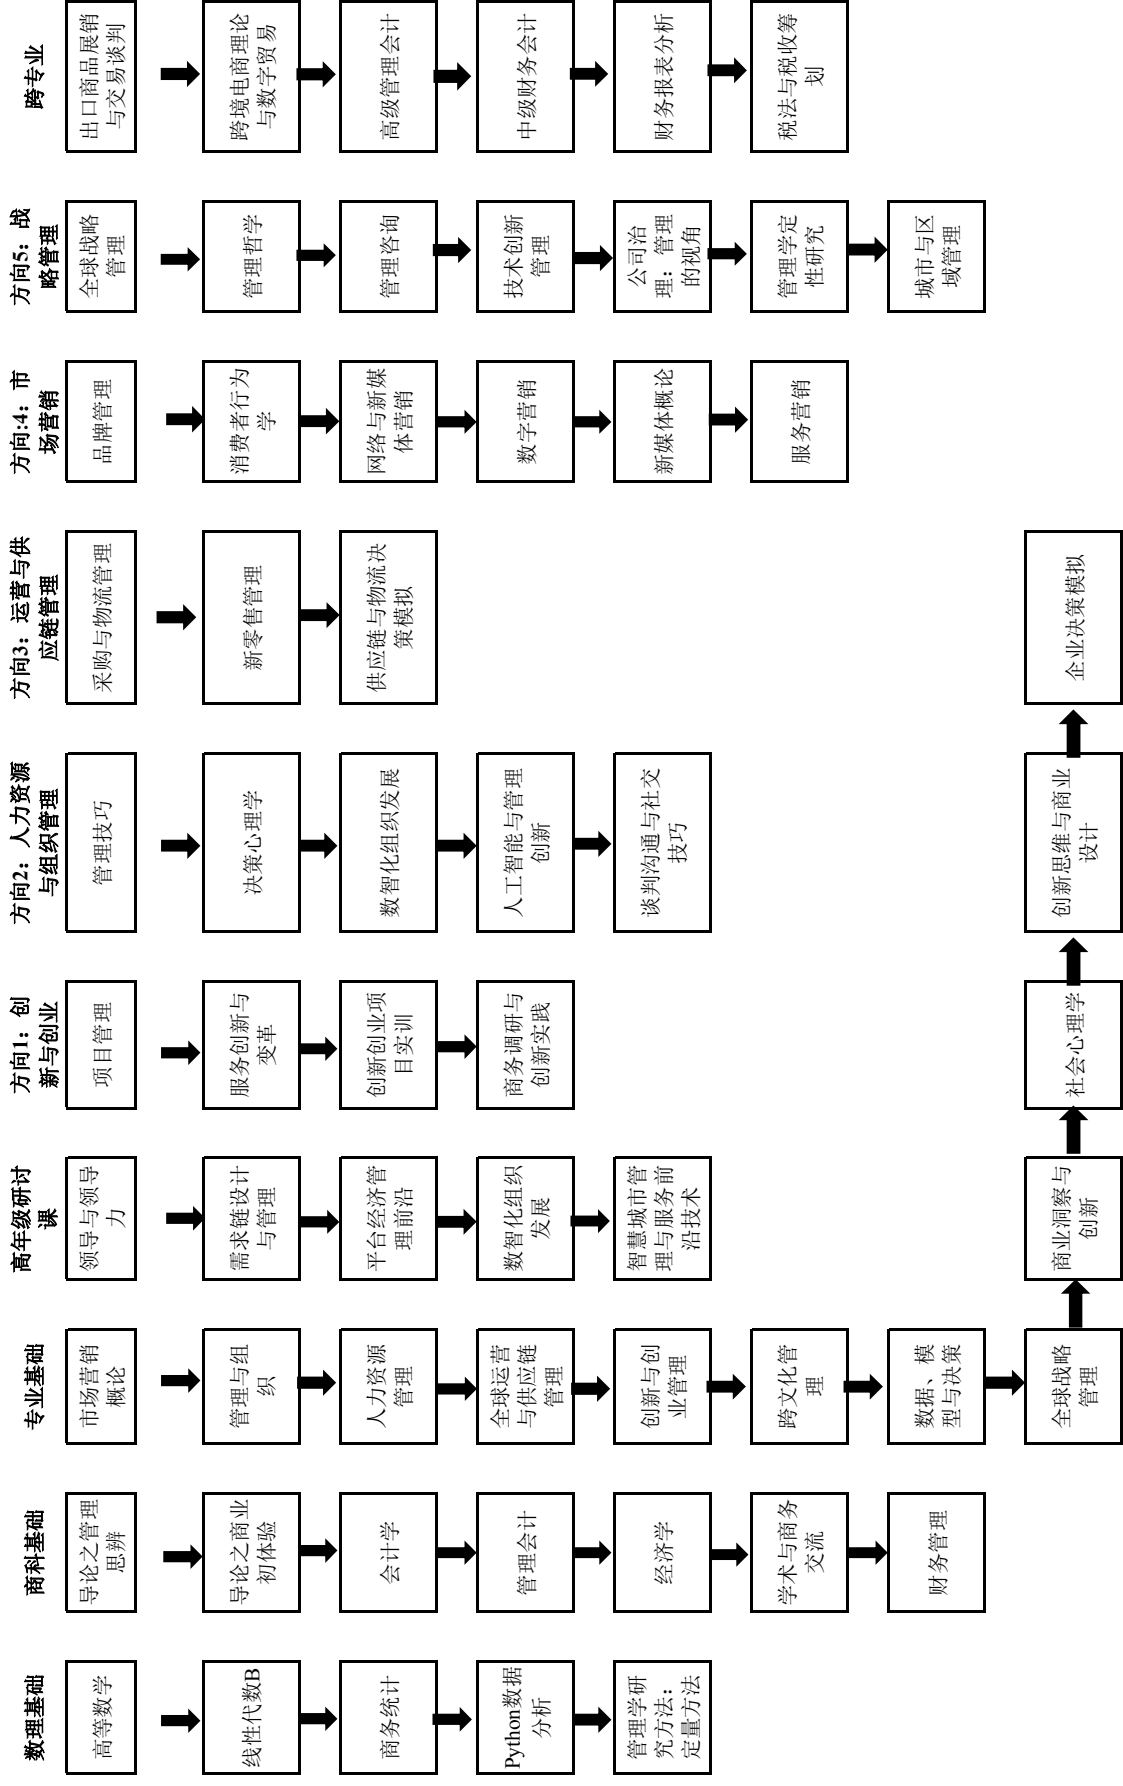 数理基础
高等数学
线性代数B
商务统计
Python数据
分析
管理学研
究方法：
定量方法
商科基础
导论之管理
思辨
导论之商业
初体验
会计学
管理会计
经济学
学术与商务
交流
财务管理
专业基础
市场营销
概论
管理与组
织
人力资源
管理
全球运营
与供应链
管理
创新与创
业管理
跨文化管
理
数据、模
型与决策
全球战略
管理
高年级研讨
课
领导与领导
力
需求链设计
与管理
平台经济管
理前沿
数智化组织
发展
智慧城市管
理与服务前
沿技术
商业洞察与
创新
方向1：创
新与创业
项目管理
服务创新与
变革
创新创业项
目实训
商务调研与
创新实践
社会心理学
方向2：人力资源
与组织管理
管理技巧
决策心理学
数智化组织发展
人工智能与管理
创新
谈判沟通与社交
技巧
创新思维与商业
设计
方向3：运营与供
应链管理
采购与物流管理
新零售管理
供应链与物流决
策模拟
企业决策模拟
方向:4：市
场营销
品牌管理
消费者行为
学
网络与新媒
体营销
数字营销
新媒体概论
服务营销
方向5：战
略管理
全球战略
管理
管理哲学
管理咨询
技术创新
管理
公司治
理：管理
的视角
管理学定
性研究
城市与区
域管理
跨专业
出口商品展销
与交易谈判
跨境电商理论
与数字贸易
高级管理会计
中级财务会计
财务报表分析
税法与税收筹
划